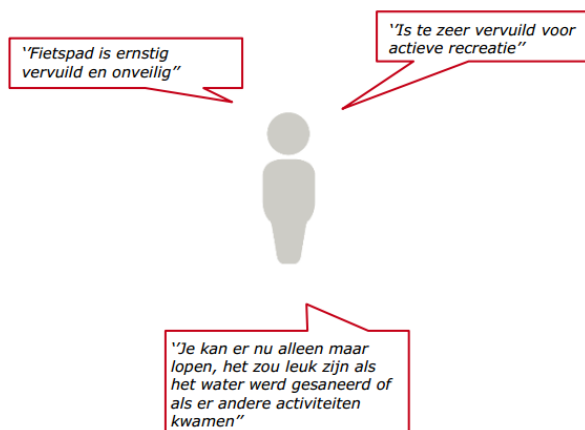 ‘’Fietspad is ernstig
vervuild en onveilig’’
‘’Is te zeer vervuild voor
actieve recreatie’’
‘’Je kan er nu alleen maar
lopen, het zou leuk zijn als
het water werd gesaneerd of
als er andere activiteiten
kwamen’’